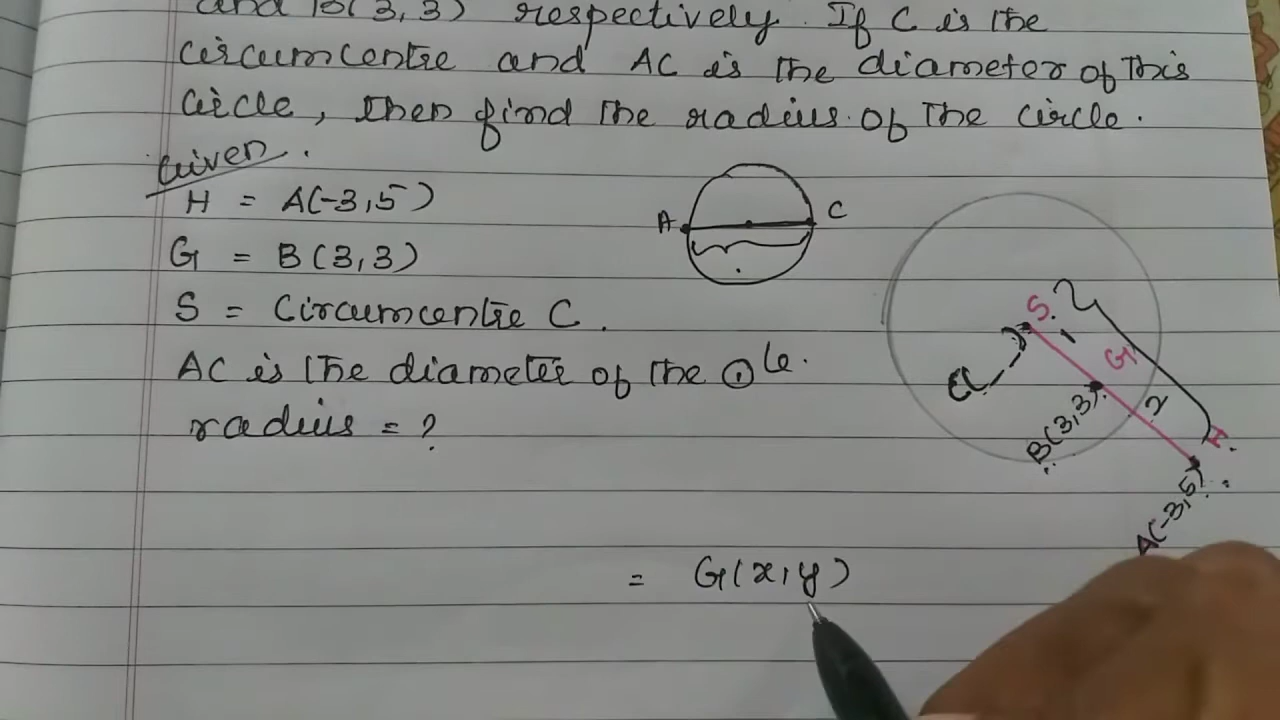 and B(3,3) respectively. If C is the
circumcentre and AC is the diameter of this
circle, then find the radius of the circle.
Given.
H = A(-3,5)
G = B(3,3)
S = Circumcentre C.
AC is the diameter of the ⊙le.
radius = ?
A
C
S.
1
G
2
H.
B(3,3)
A(-3,5)
= G(x,y)